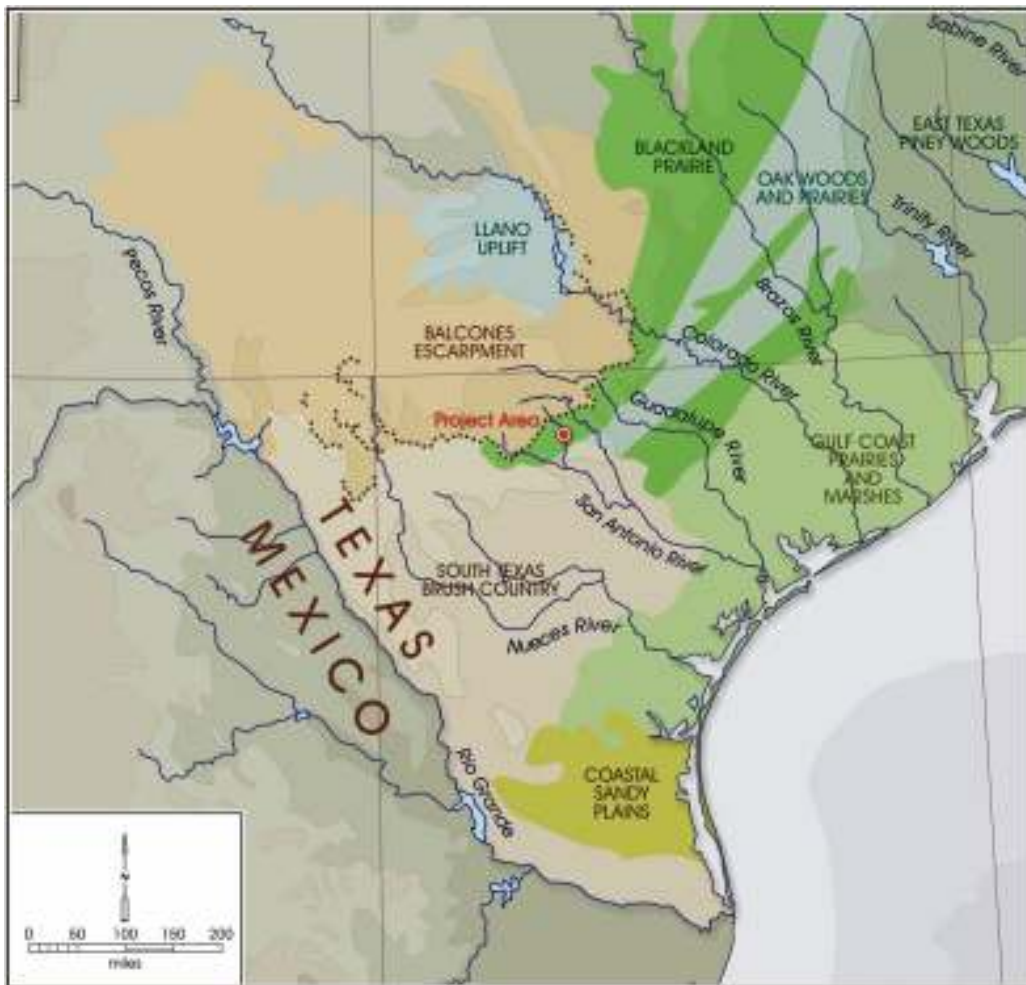 Sabine River
EAST TEXAS
PINEY WOODS
BLACKLAND
PRAIRIE
OAK WOODS
AND PRAIRIES
Trinity River
LLANO
UPLIFT
Pecos River
Brazos River
BALCONES
ESCARPMENT
Colorado River
Project Area
Guadalupe River
GULF COAST
PRAIRIES
AND
MARSHES
San Antonio River
TEXAS
MEXICO
SOUTH TEXAS
BRUSH COUNTRY
Nueces River
Rio Grande
COASTAL
SANDY
PLAINS
N
0 50 100 150 200
miles